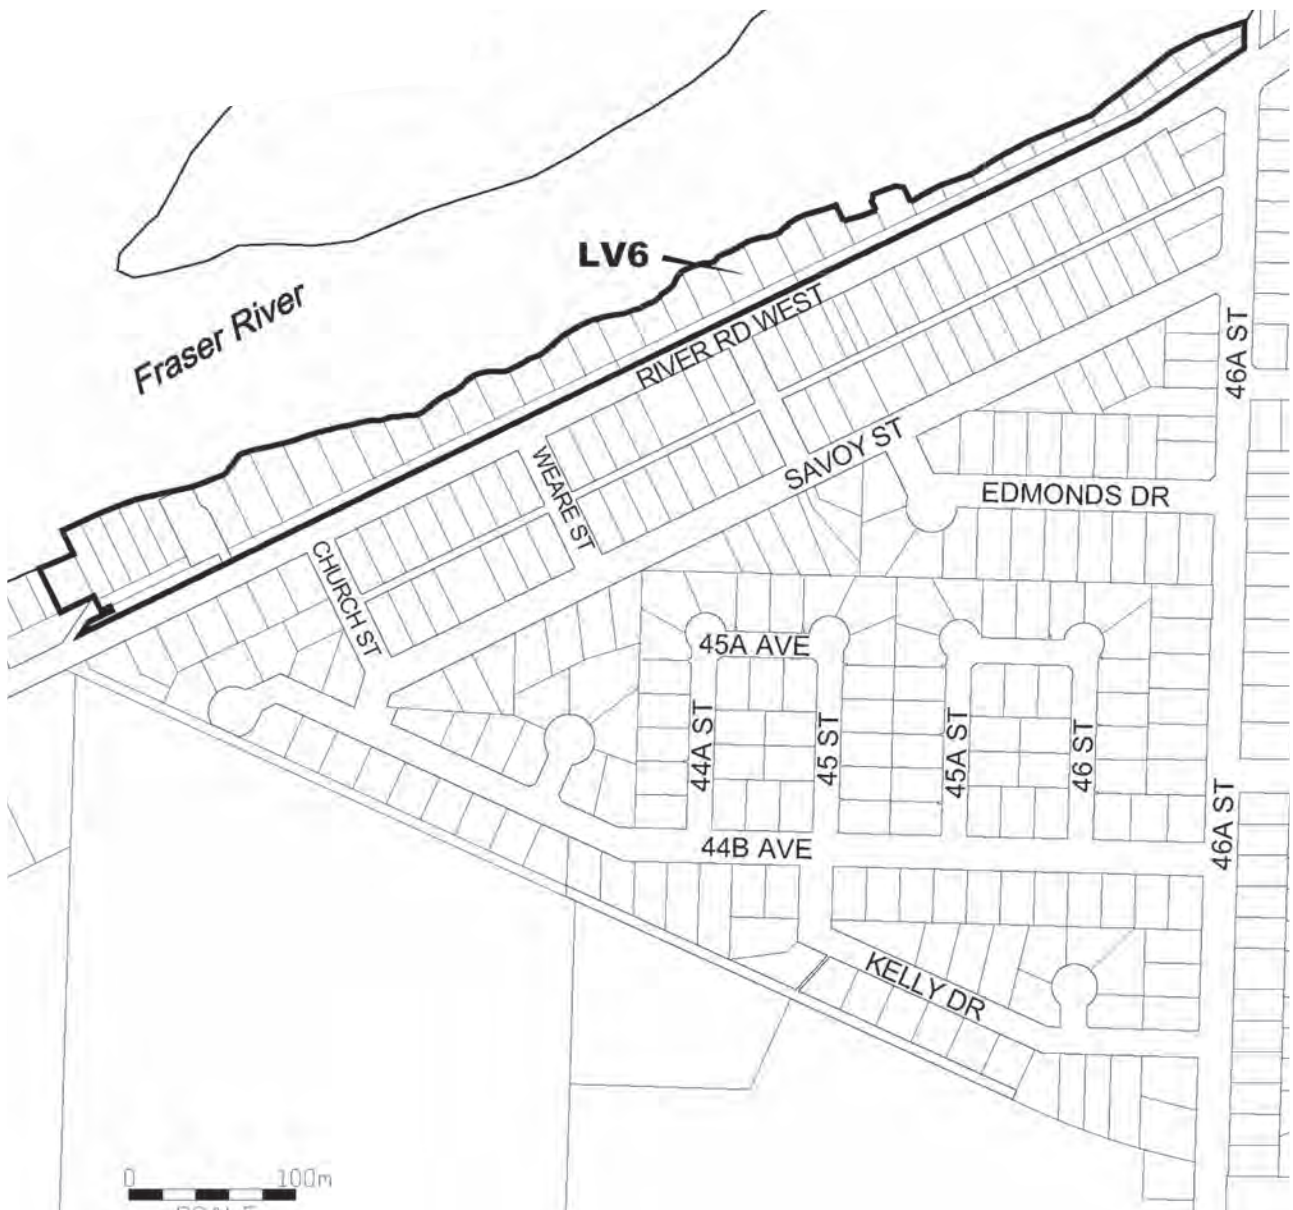 LV6
Fraser River
RIVER RD WEST
46A ST
WEARE ST
SAVOY ST
EDMONDS DR
CHURCH ST
45A AVE
44A ST
45 ST
45A ST
46 ST
46A ST
44B AVE
KELLY DR
0 100m